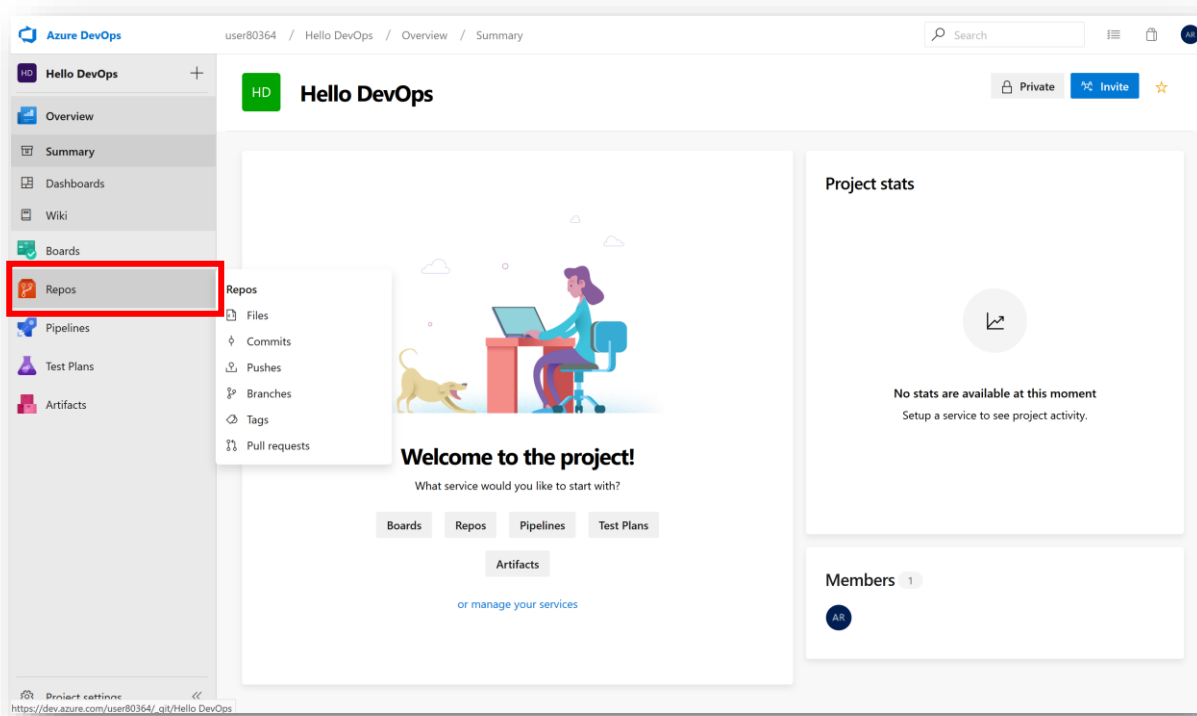 Azure DevOps
user80364 / Hello DevOps / Overview / Summary
Search
AR
HD Hello DevOps
HD Hello DevOps
Private
Invite
Overview
Summary
Dashboards
Wiki
Boards
Repos
Pipelines
Test Plans
Artifacts
Repos
Files
Commits
Pushes
Branches
Tags
Pull requests
Welcome to the project!
What service would you like to start with?
Boards Repos Pipelines Test Plans
Artifacts
or manage your services
Project stats
No stats are available at this moment
Setup a service to see project activity.
Members 1
AR
Project settings
https://dev.azure.com/user80364/_git/Hello DevOps